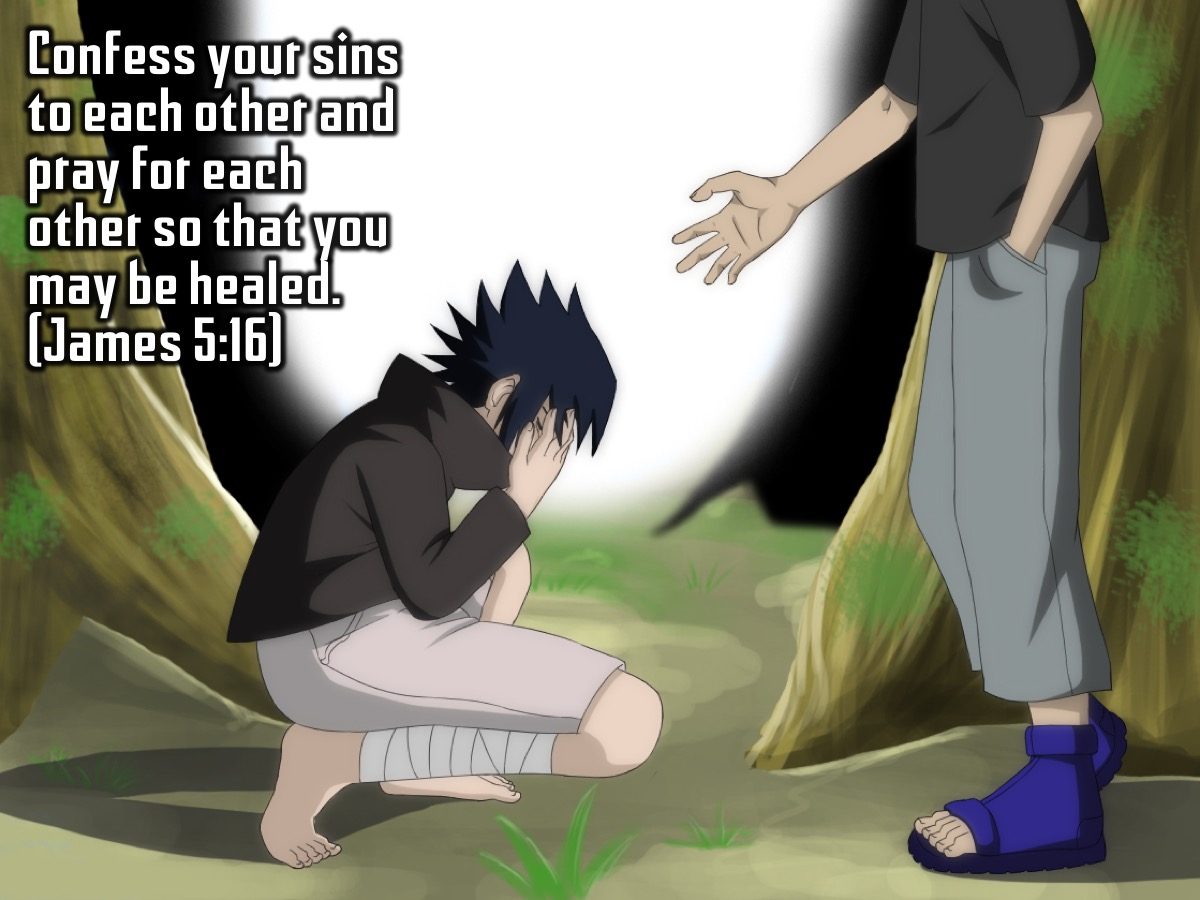 Confess your sins
to each other and
pray for each
other so that you
may be healed.
(James 5:16)